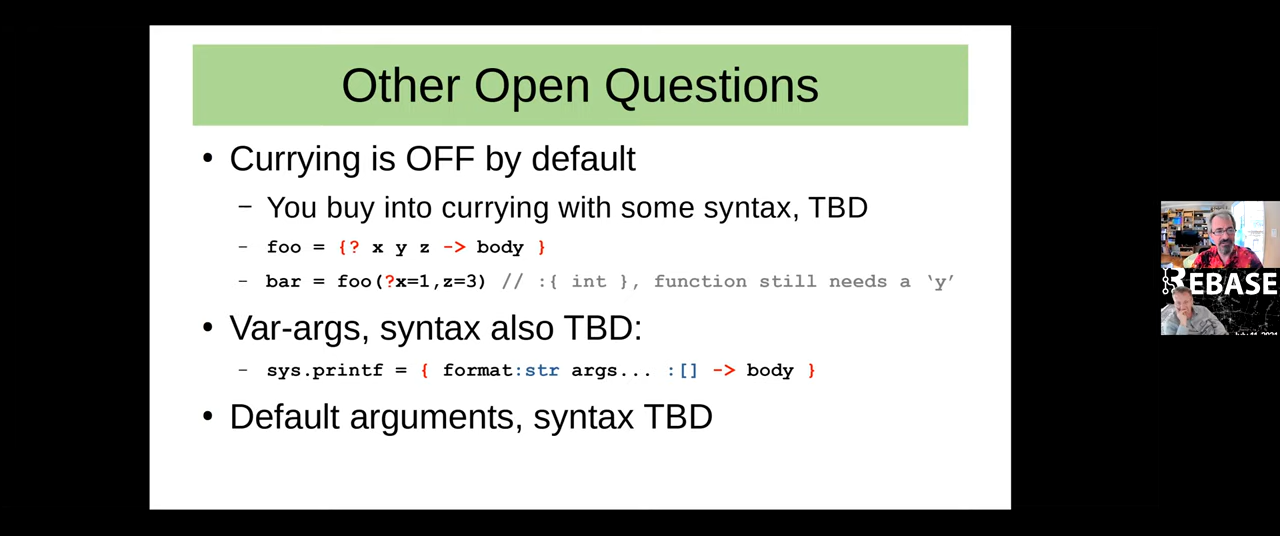 Other Open Questions
• Currying is OFF by default
– You buy into currying with some syntax, TBD
– foo = {? x y z -> body }
– bar = foo(?x=1,z=3) // :{ int }, function still needs a ‘y’
• Var-args, syntax also TBD:
– sys.printf = { format:str args... :[] -> body }
• Default arguments, syntax TBD
REBASE